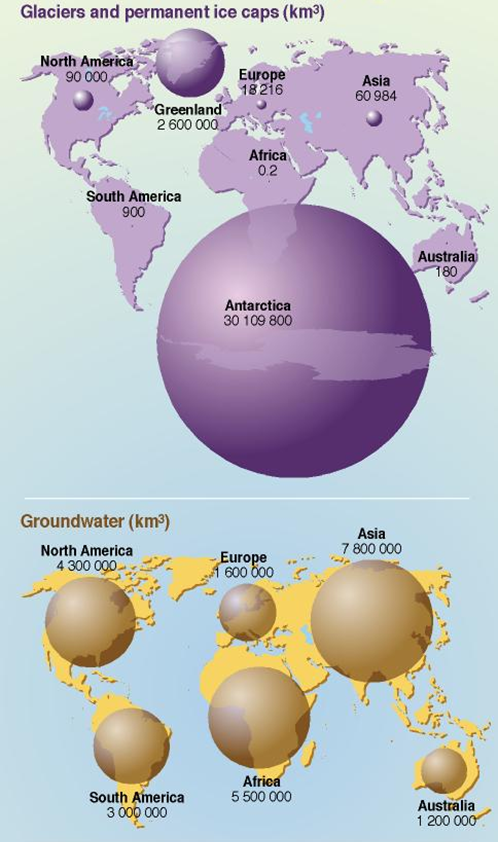 Glaciers and permanent ice caps (km³)
North America
90 000
Greenland
2 600 000
Europe
18 216
Asia
60 984
Africa
0.2
South America
900
Australia
180
Antarctica
30 109 800
Groundwater (km³)
North America
4 300 000
Europe
1 600 000
Asia
7 800 000
South America
3 000 000
Africa
5 500 000
Australia
1 200 000